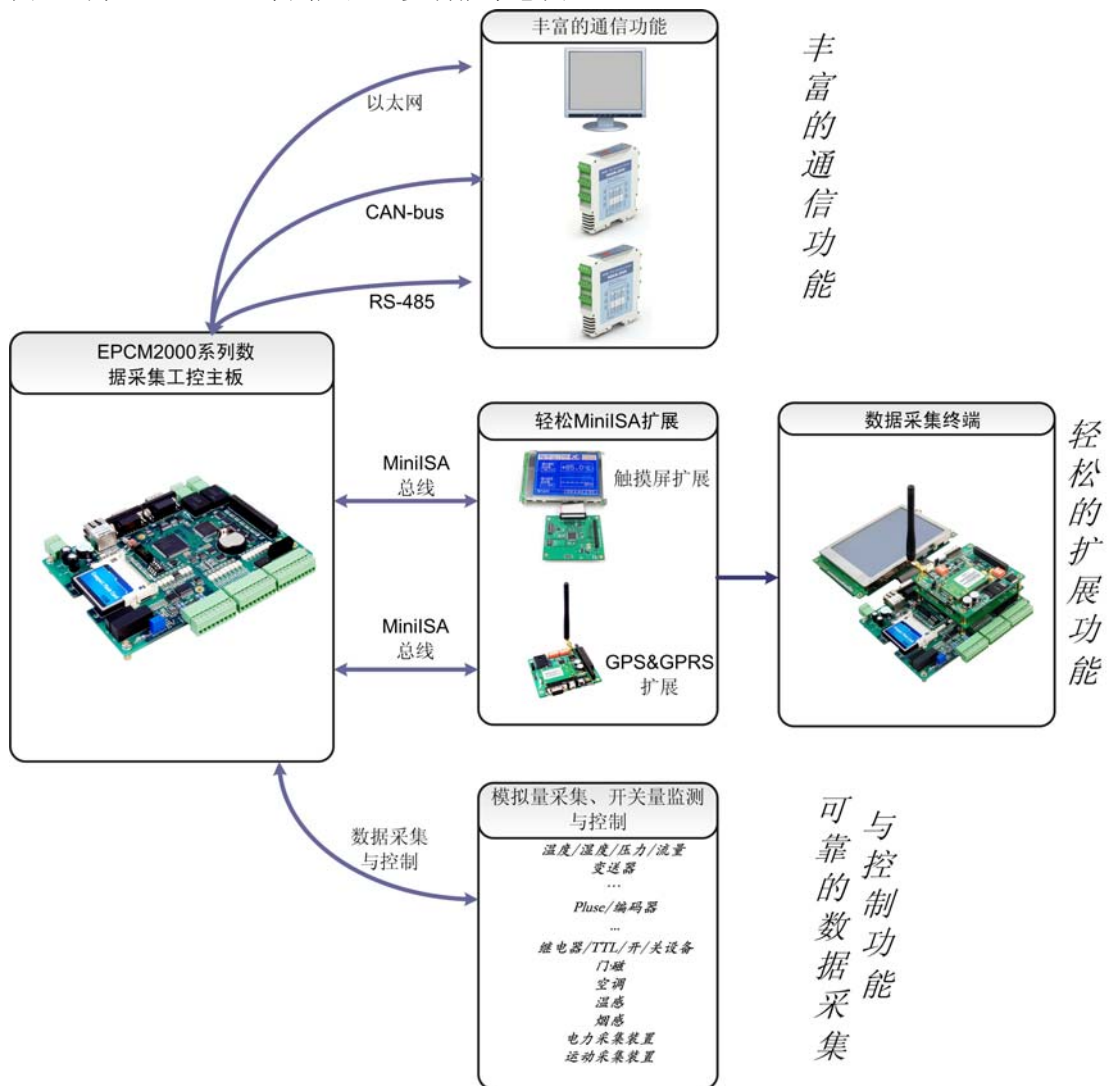 丰富的通信功能
以太网
CAN-bus
RS-485
丰富的通信功能
EPCM2000系列数
据采集工控主板
MiniISA
总线
MiniISA
总线
轻松MiniISA扩展
触摸屏扩展
GPS&GPRS
扩展
数据采集终端
轻松的扩展功能
数据采集
与控制
模拟量采集、开关量监测
与控制
温度/湿度/压力/流量
变送器
...
Pluse/编码器
...
继电器/TTL/开/关设备
门磁
空调
温感
烟感
电力采集装置
运动采集装置
可靠的数据采集
与控制功能